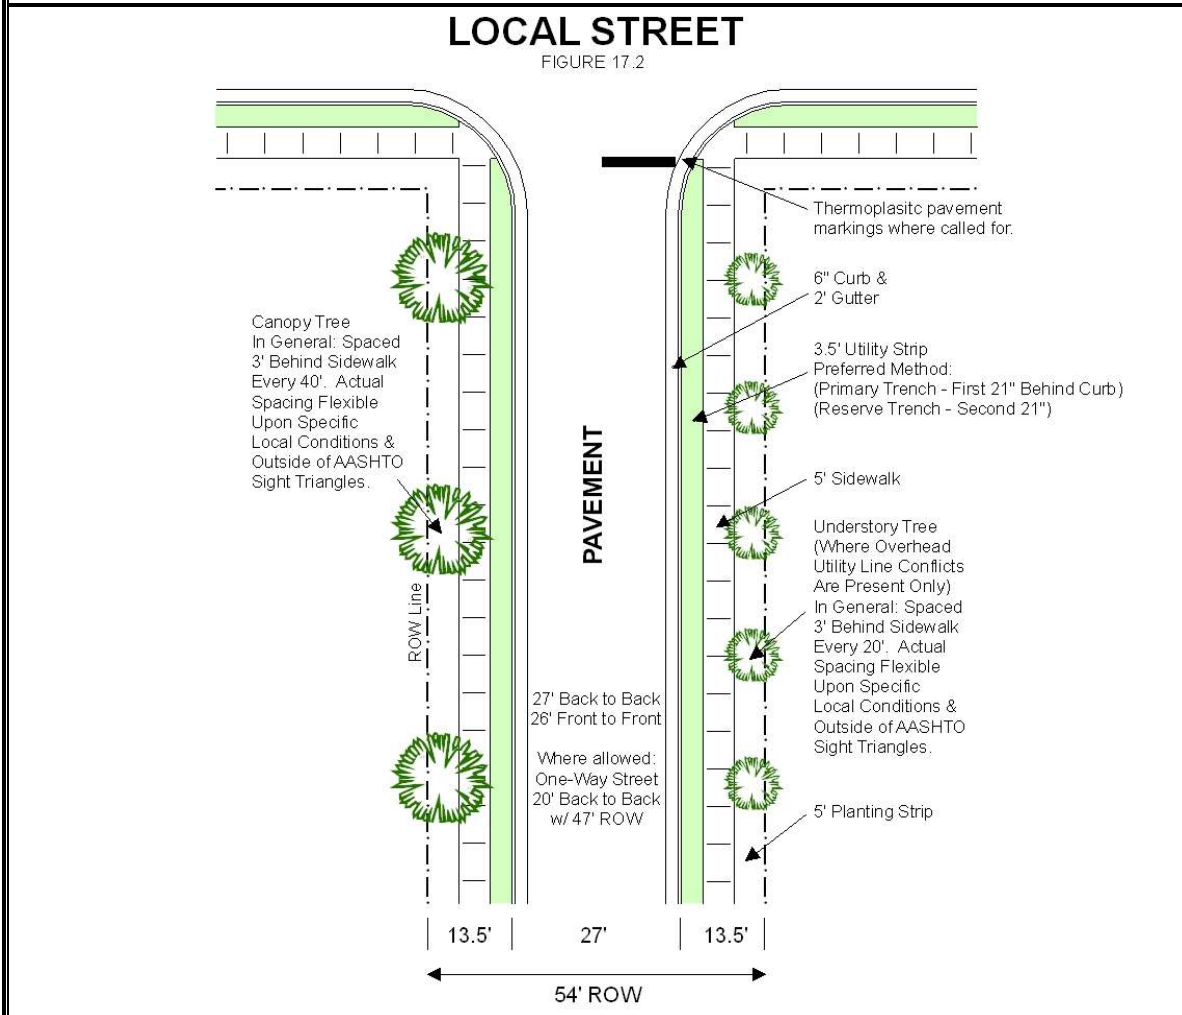 LOCAL STREET
FIGURE 17.2
Thermoplasitc pavement
markings where called for.
6" Curb &
2' Gutter
Canopy Tree
In General: Spaced
3' Behind Sidewalk
Every 40'. Actual
Spacing Flexible
Upon Specific
Local Conditions &
Outside of AASHTO
Sight Triangles.
3.5' Utility Strip
Preferred Method:
(Primary Trench - First 21" Behind Curb)
(Reserve Trench - Second 21")
PAVEMENT
5' Sidewalk
Understory Tree
(Where Overhead
Utility Line Conflicts
Are Present Only)
In General: Spaced
3' Behind Sidewalk
Every 20'. Actual
Spacing Flexible
Upon Specific
Local Conditions &
Outside of AASHTO
Sight Triangles.
ROW Line
27' Back to Back
26' Front to Front
Where allowed:
One-Way Street
20' Back to Back
w/ 47' ROW
5' Planting Strip
13.5'
27'
13.5'
54' ROW